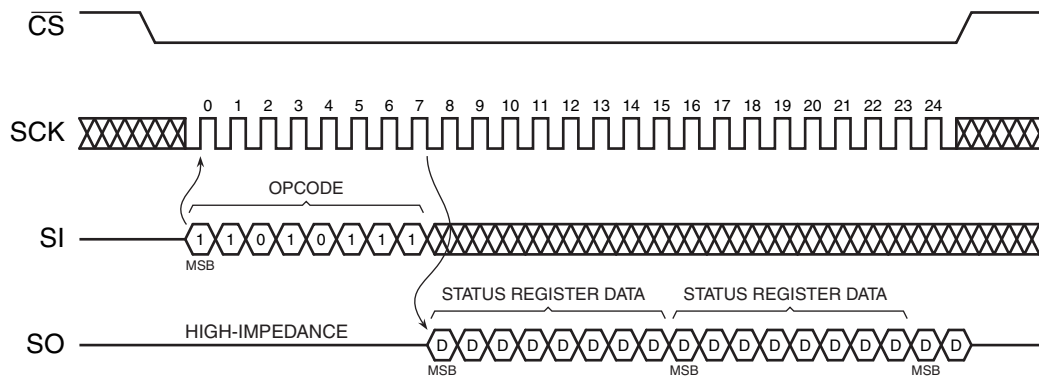 CS
SCK
0 1 2 3 4 5 6 7 8 9 10 11 12 13 14 15 16 17 18 19 20 21 22 23 24
OPCODE
SI
1 1 0 1 0 1 1 1
MSB
STATUS REGISTER DATA STATUS REGISTER DATA
HIGH-IMPEDANCE
SO
D D D D D D D D D D D D D D D D D D
MSB MSB MSB